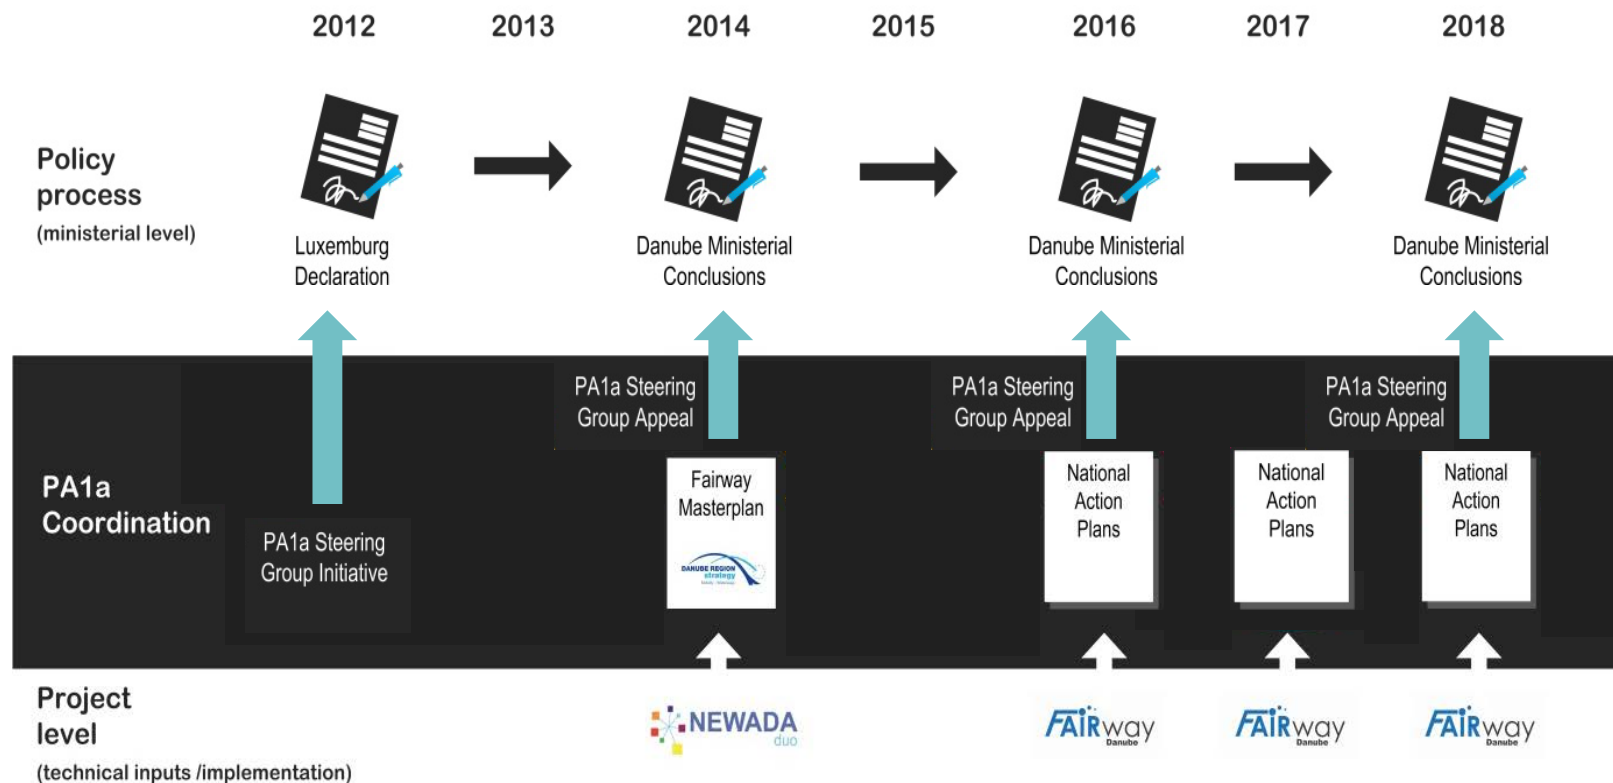 2012 2013 2014 2015 2016 2017 2018
Policy
process
(ministerial level)
Luxemburg
Declaration
Danube Ministerial
Conclusions
Danube Ministerial
Conclusions
Danube Ministerial
Conclusions
PA1a
Coordination
PA1a Steering
Group Initiative
PA1a Steering
Group Appeal
Fairway
Masterplan
DANUBE REGION
strategy
PA1a Steering
Group Appeal
National
Action
Plans
National
Action
Plans
PA1a Steering
Group Appeal
National
Action
Plans
Project
level
(technical inputs /implementation)
NEWADA
duo
FAIRway
Danube
FAIRway
Danube
FAIRway
Danube